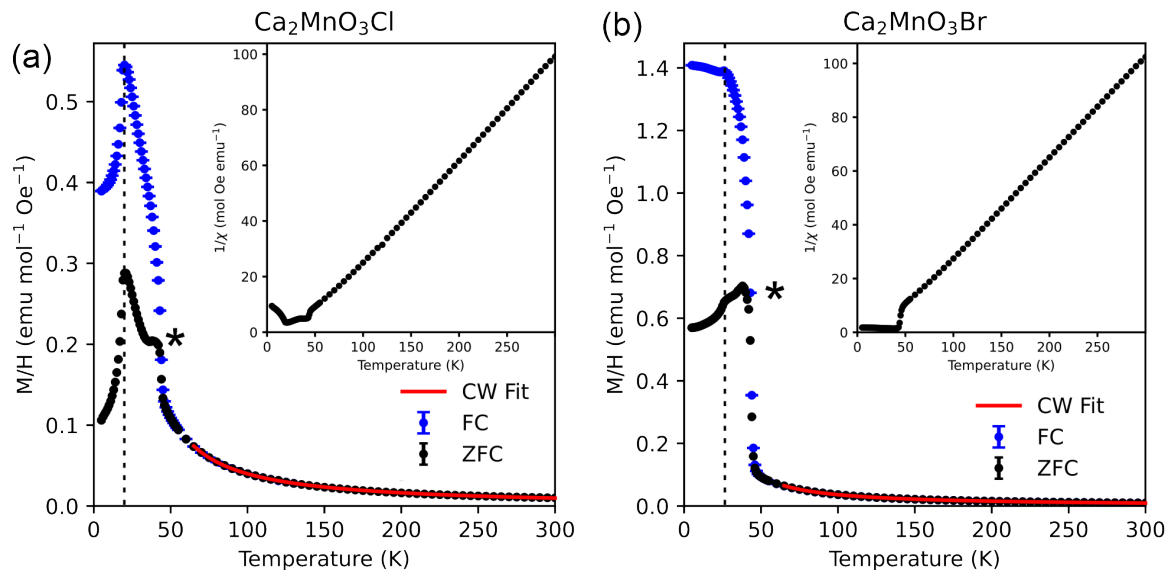 Ca₂MnO₃Cl
(a)
M/H (emu mol⁻¹ Oe⁻¹)
0.5
0.4
0.3
0.2
0.1
0.0
0 50 100 150 200 250 300
Temperature (K)
*
1/χ (mol Oe emu⁻¹)
100
80
60
40
20
0
0 50 100 150 200 250
Temperature (K)
CW Fit
FC
ZFC
Ca₂MnO₃Br
(b)
M/H (emu mol⁻¹ Oe⁻¹)
1.4
1.2
1.0
0.8
0.6
0.4
0.2
0.0
0 50 100 150 200 250 300
Temperature (K)
*
1/χ (mol Oe emu⁻¹)
100
80
60
40
20
0
0 50 100 150 200 250
Temperature (K)
CW Fit
FC
ZFC